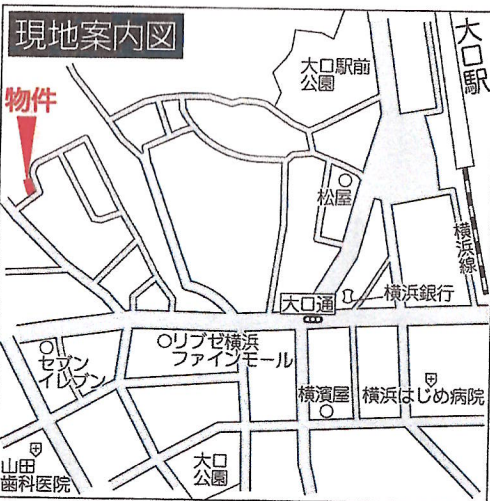 現地案内図
大口駅
大口駅前
公園
物件
松屋
横浜線
大口通
横浜銀行
リブゼ横浜
ファインモール
セブン
イレブン
横濱屋
横浜はじめ病院
山田
歯科医院
大口
公園